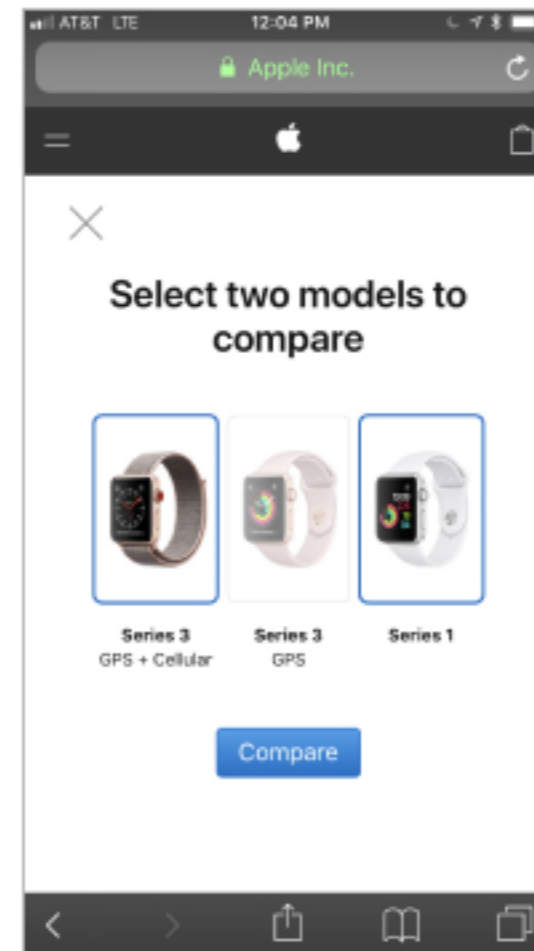 AT&T LTE 12:04 PM
Apple Inc.
Select two models to
compare
Series 3 Series 3 Series 1
GPS + Cellular GPS
Compare